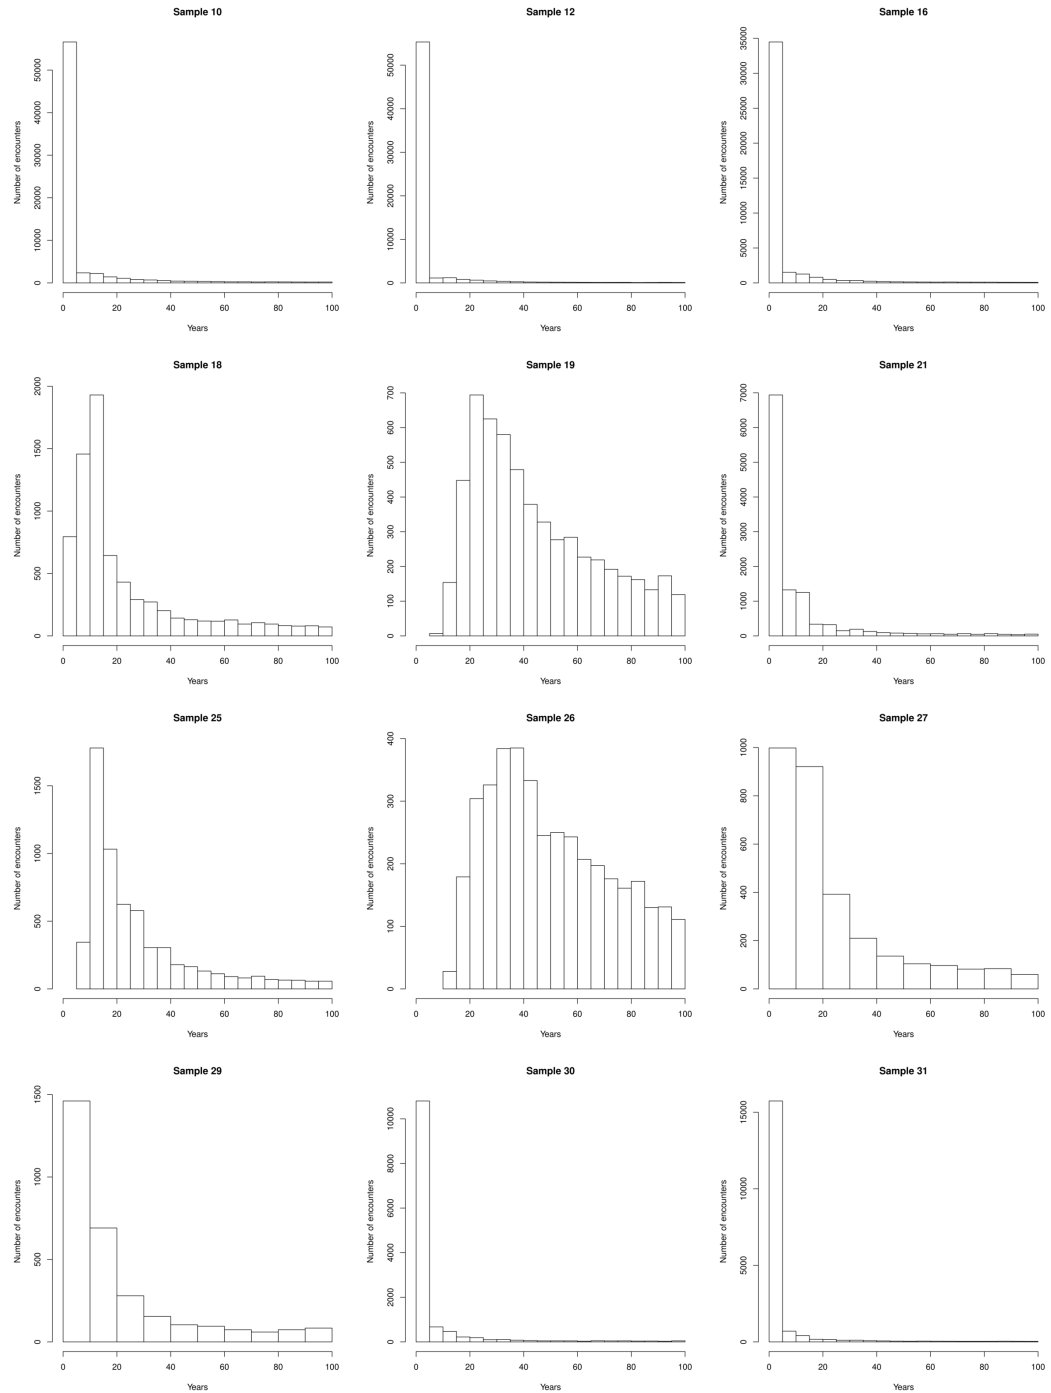 Sample 10
Number of encounters
0 10000 20000 30000 40000 50000
0 20 40 60 80 100
Years
Sample 12
Number of encounters
0 10000 20000 30000 40000 50000
0 20 40 60 80 100
Years
Sample 16
Number of encounters
0 5000 10000 15000 20000 25000 30000 35000
0 20 40 60 80 100
Years
Sample 18
Number of encounters
0 500 1000 1500 2000
0 20 40 60 80 100
Years
Sample 19
Number of encounters
0 100 200 300 400 500 600 700
0 20 40 60 80 100
Years
Sample 21
Number of encounters
0 1000 2000 3000 4000 5000 6000 7000
0 20 40 60 80 100
Years
Sample 25
Number of encounters
0 500 1000 1500
0 20 40 60 80 100
Years
Sample 26
Number of encounters
0 100 200 300 400
0 20 40 60 80 100
Years
Sample 27
Number of encounters
0 200 400 600 800 1000
0 20 40 60 80 100
Years
Sample 29
Number of encounters
0 500 1000 1500
0 20 40 60 80 100
Years
Sample 30
Number of encounters
0 2000 4000 6000 8000 10000
0 20 40 60 80 100
Years
Sample 31
Number of encounters
0 5000 10000 15000
0 20 40 60 80 100
Years